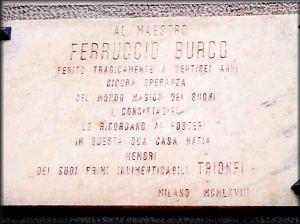 AL MAESTRO
FERRUCCIO BURCO
PERITO TRAGICAMENTE A VENTISEI ANNI
SICURA SPERANZA
DEL MONDO MAGICO DEI SUONI
I CONCITTADINI
LO RICORDANO AI POSTERI
IN QUESTA SUA CASA NATIA
MEMORI
DEI SUOI PRIMI INDIMENTICABILI TRIONFI
MILANO MCMLXVIII